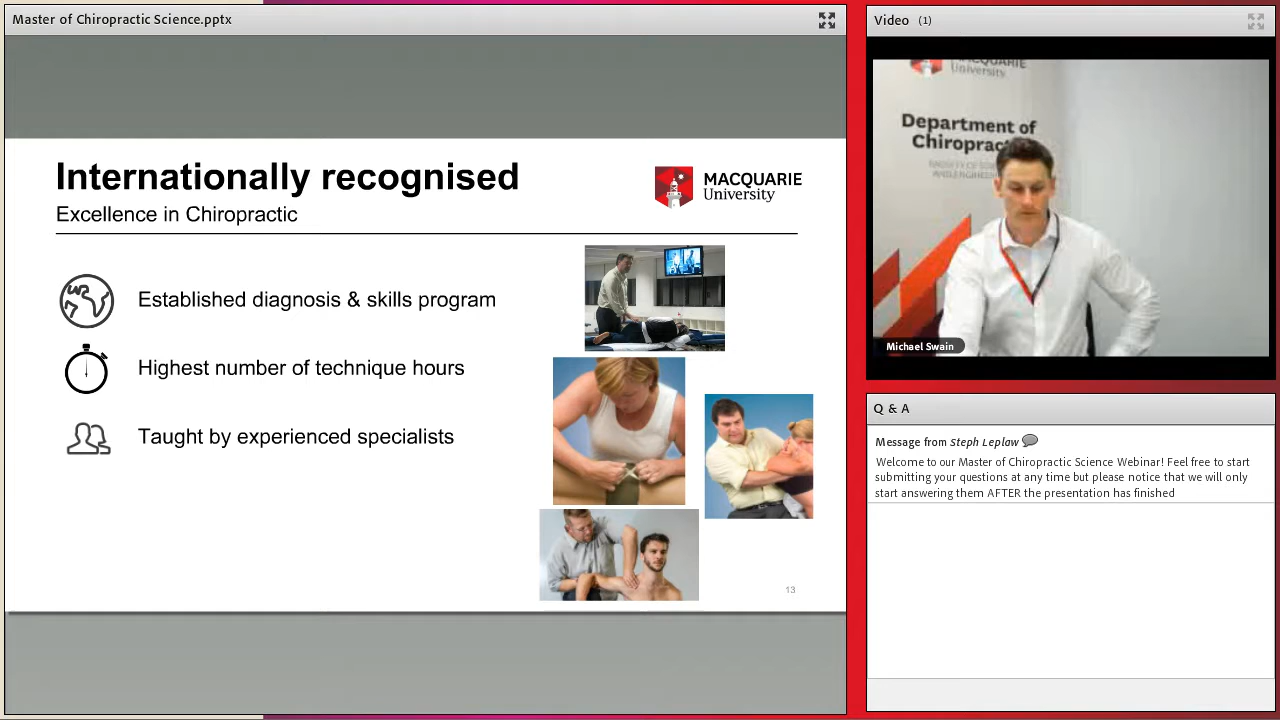 Master of Chiropractic Science.pptx
Internationally recognised
Excellence in Chiropractic
MACQUARIE
University
Established diagnosis & skills program
Highest number of technique hours
Taught by experienced specialists
13
Video (1)
MACQUARIE
University
Department of
Chiroprac
Michael Swain
Q & A
Message from Steph Leplaw
Welcome to our Master of Chiropractic Science Webinar! Feel free to start
submitting your questions at any time but please notice that we will only
start answering them AFTER the presentation has finished